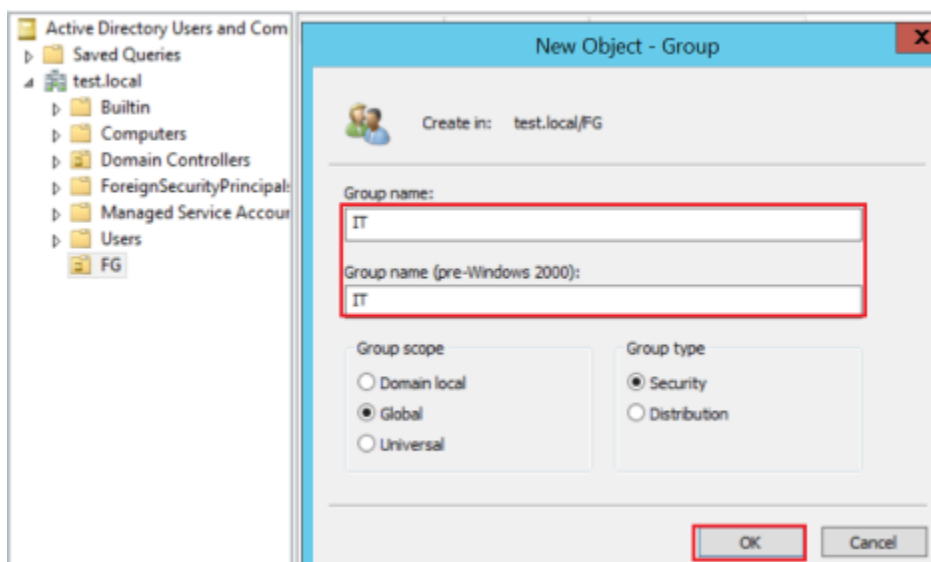 Active Directory Users and Com
Saved Queries
test.local
Builtin
Computers
Domain Controllers
ForeignSecurityPrincipal:
Managed Service Accour
Users
FG
New Object - Group
X
Create in: test.local/FG
Group name:
IT
Group name (pre-Windows 2000):
IT
Group scope
Domain local
Global
Universal
Group type
Security
Distribution
OK
Cancel